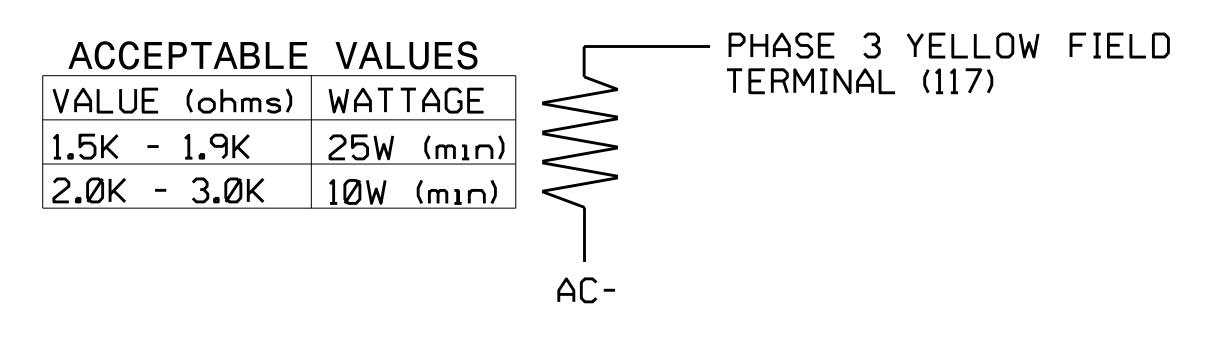 ACCEPTABLE VALUES
VALUE (ohms) WATTAGE
1.5K - 1.9K 25W (min)
2.0K - 3.0K 10W (min)
PHASE 3 YELLOW FIELD
TERMINAL (117)
AC-